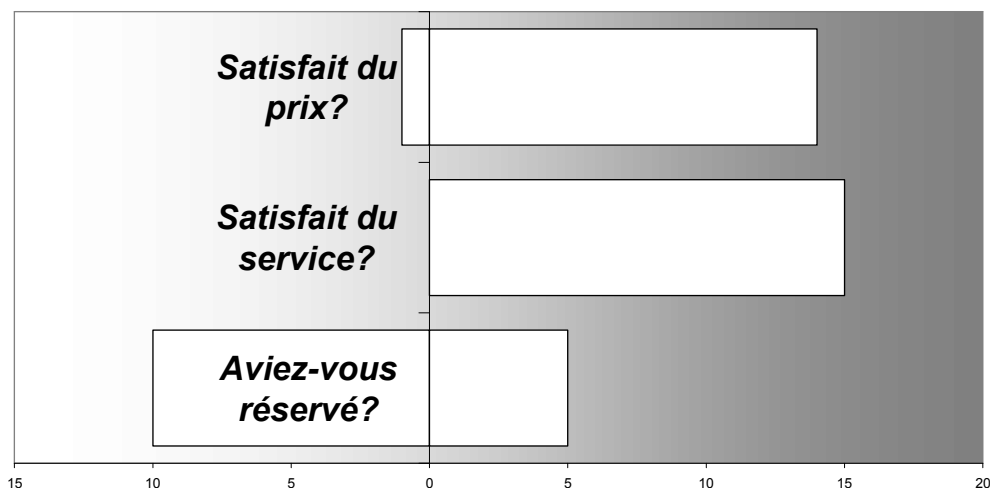 Satisfait du
prix?
Satisfait du
service?
Aviez-vous
réservé?
15 10 5 0 5 10 15 20